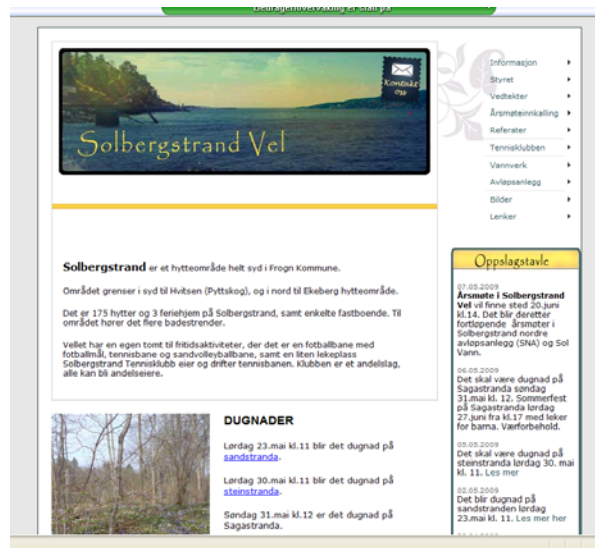 Kontakt
oss
Solbergstrand Vel
Informasjon
Styret
Vedtekter
Årsmøteinnkalling
Referater
Tennisklubben
Vannverk
Avløpsanlegg
Bilder
Lenker
Solbergstrand er et hytteområde helt syd i Frogn Kommune.
Området grenser i syd til Hvitsen (Pyttskog), og i nord til Ekeberg hytteområde.
Det er 175 hytter og 3 feriehjem på Solbergstrand, samt enkelte fastboende. Til
området hører det flere badestrender.
Vellet har en egen tomt til fritidsaktiviteter, der det er en fotballbane med
fotballmål, tennisbane og sandvolleyballbane, samt en liten lekeplass
Solbergstrand Tennisklubb eier og drifter tennisbanen. Klubben er et andelslag,
alle kan bli andelseiere.
DUGNADER
Lørdag 23.mai kl.11 blir det dugnad på
sandstranda.
Lørdag 30.mai kl.11 blir det dugnad på
steinstranda.
Søndag 31.mai kl.12 er det dugnad på
Sagastranda.
Oppslagstavle
07.05.2009
Årsmøte i Solbergstrand
Vel vil finne sted 20.juni
kl.14. Det blir deretter
fortløpende årsmøter i
Solbergstrand nordre
avløpsanlegg (SNA) og Sol
Vann.
06.05.2009
Det skal være dugnad på
Sagastranda søndag
31.mai kl. 12. Sommerfest
på Sagastranda lørdag
27.juni fra kl.17 med leker
for barna. Værforbehold.
05.05.2009
Det skal være dugnad på
steinstranda lørdag 30. mai
kl. 11. Les mer
02.05.2009
Det blir dugnad på
sandstranden lørdag
23.mai kl. 11. Les mer her